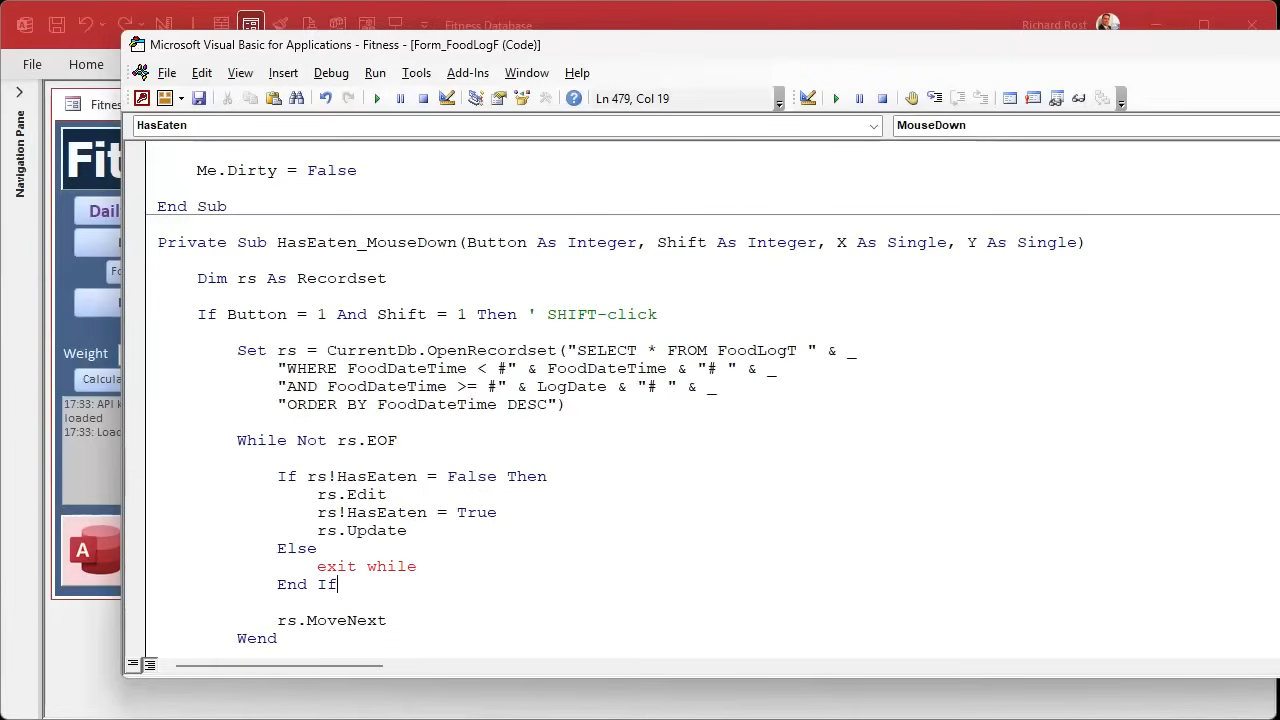 Fitness Database
Richard Rost
Microsoft Visual Basic for Applications - Fitness - [Form_FoodLogF (Code)]
File
Home
File Edit View Insert Debug Run Tools Add-Ins Window Help
Ln 479, Col 19
HasEaten
MouseDown
Navigation Pane
Fitnes
Fit
Dail
Fo
Weight
Calcula
17:33: API k
loaded
17:33: Load
A
Me.Dirty = False
End Sub
Private Sub HasEaten_MouseDown(Button As Integer, Shift As Integer, X As Single, Y As Single)
Dim rs As Recordset
If Button = 1 And Shift = 1 Then ' SHIFT-click
Set rs = CurrentDb.OpenRecordset("SELECT * FROM FoodLogT " & _
"WHERE FoodDateTime < #" & FoodDateTime & "# " & _
"AND FoodDateTime >= #" & LogDate & "# " & _
"ORDER BY FoodDateTime DESC")
While Not rs.EOF
If rs!HasEaten = False Then
rs.Edit
rs!HasEaten = True
rs.Update
Else
exit while
End If
rs.MoveNext
Wend